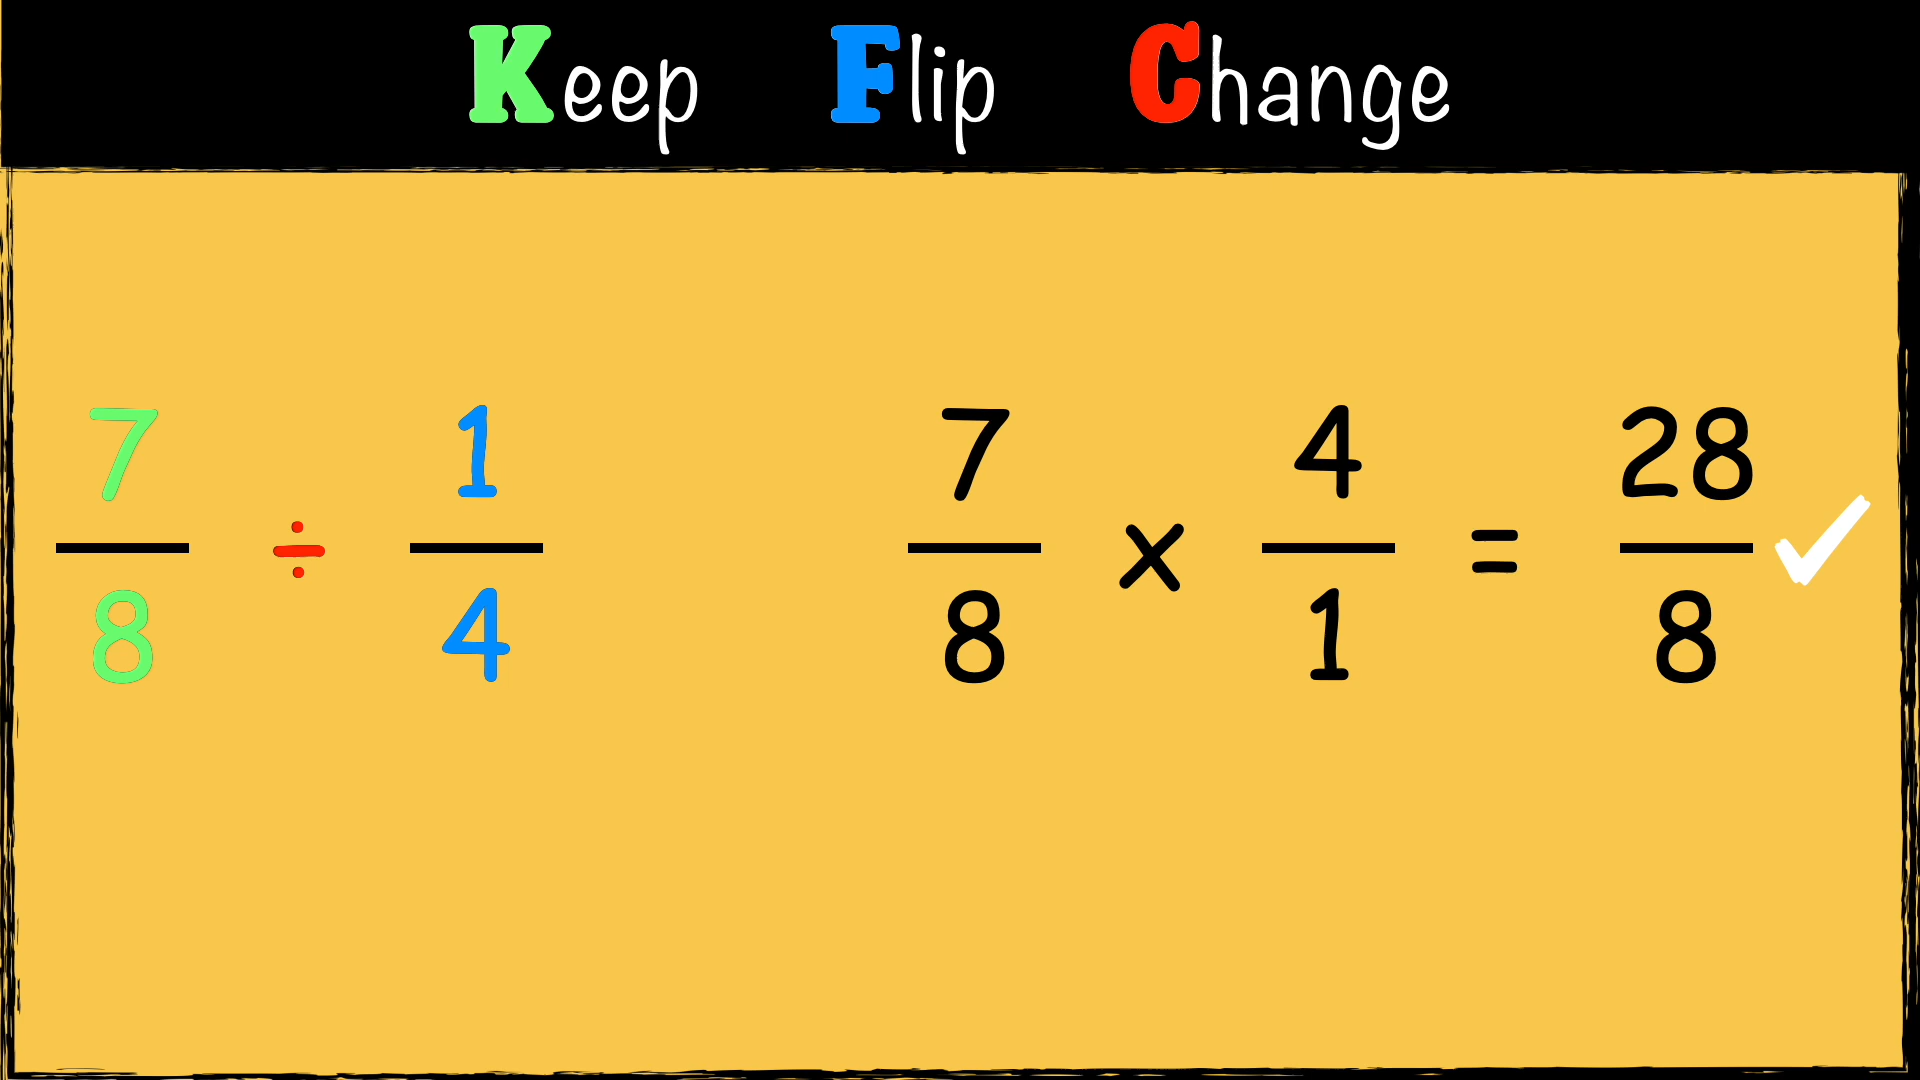 Keep Flip Change
7/8 ÷ 1/4 7/8 × 4/1 = 28/8 ✓